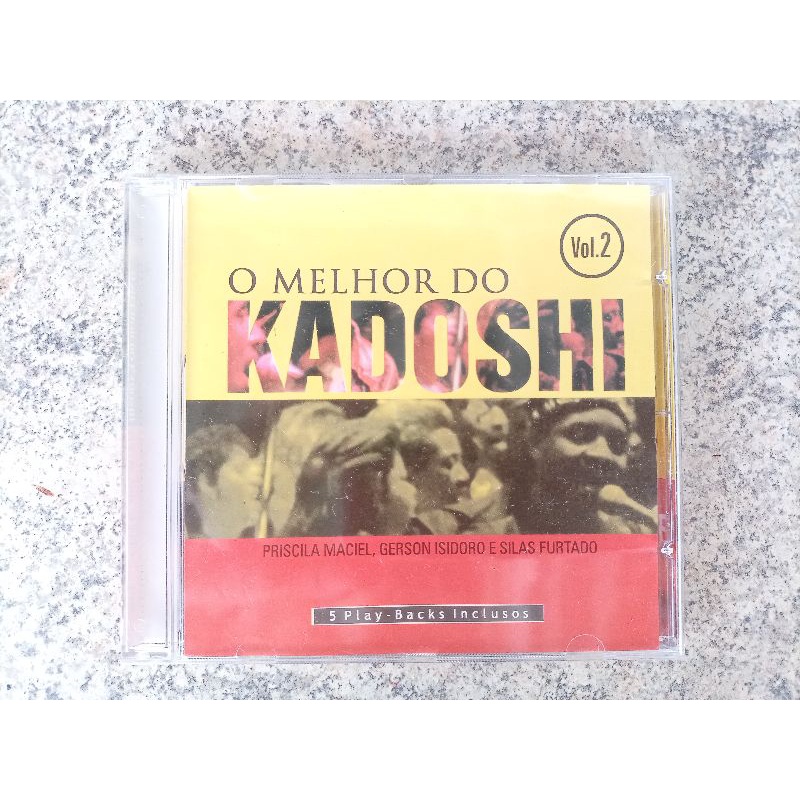 Vol.2
O MELHOR DO
KADOSHI
PRISCILA MACIEL, GERSON ISIDORO E SILAS FURTADO
5 Play-Backs Inclusos